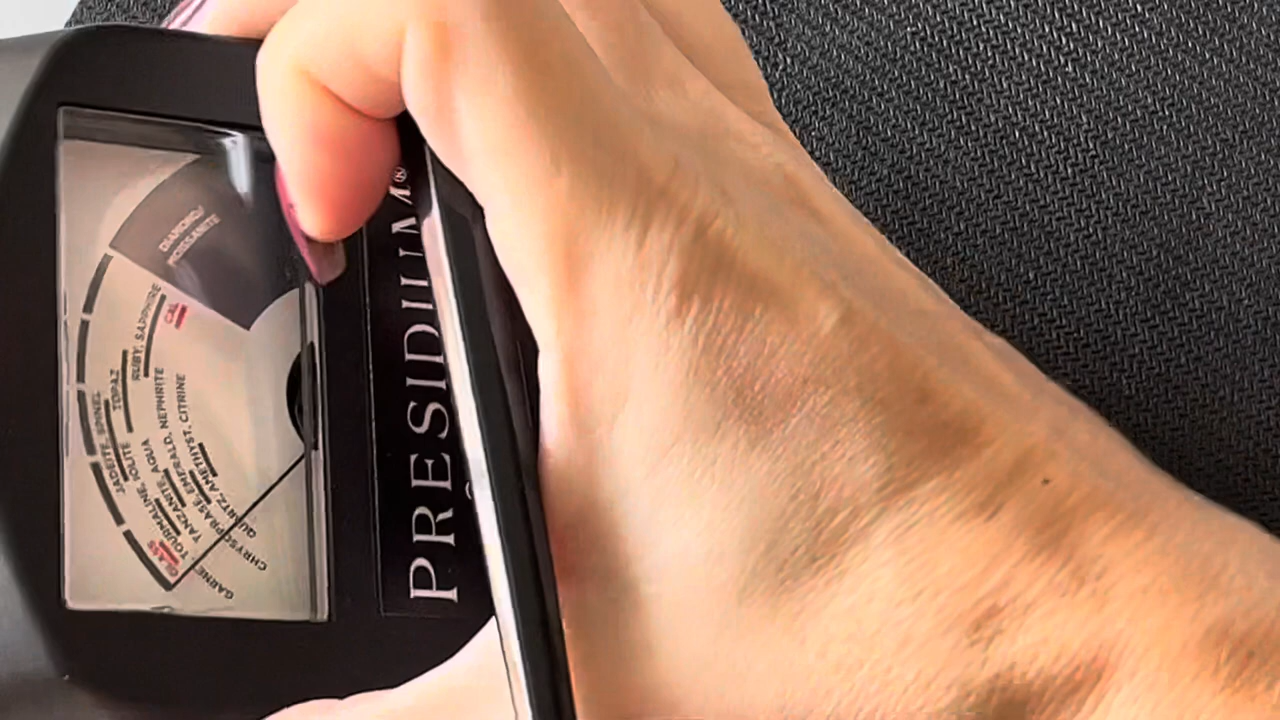 DIAMOND/
MOISSANITE
RUBY, SAPPHIRE
CAL
TOPAZ
JADEITE, SPINEL
IOLITE
TOURMALINE, AQUA
TANZANITE, EMERALD, NEPHRITE
QUARTZ, AMETHYST, CITRINE
CHRYSOPRASE
GLASS
GARNET
PRESIDIUM®